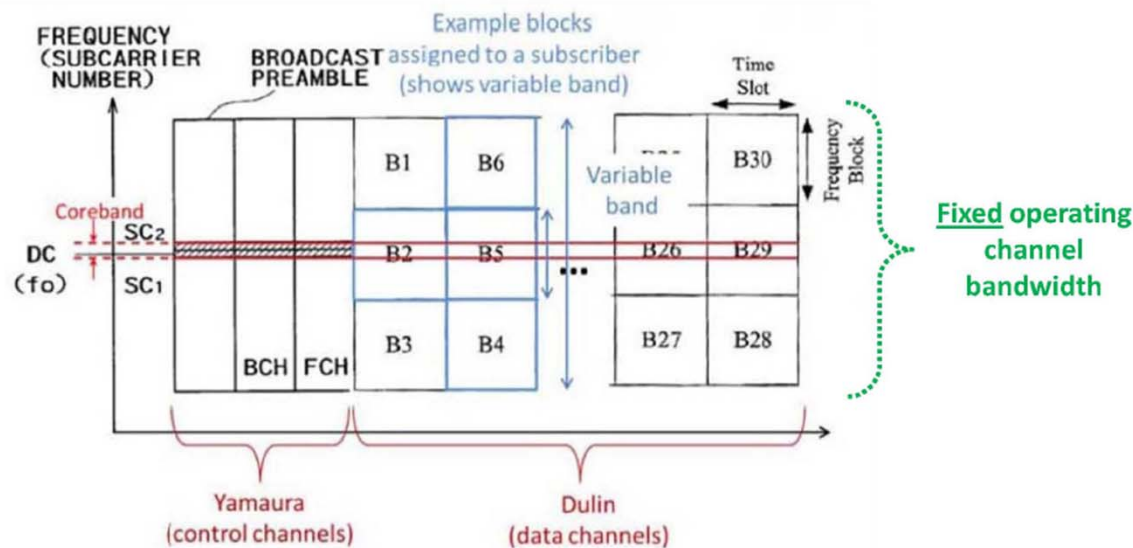 Example blocks
assigned to a subscriber
(shows variable band)
FREQUENCY
(SUBCARRIER
NUMBER)
BROADCAST
PREAMBLE
Time
Slot
B1
B6
B30
Frequency
Block
Variable
band
Coreband
SC2
DC
(fo)
SC1
B2
B5
...
B26
B29
Fixed operating
channel
bandwidth
B3
B4
B27
B28
BCH
FCH
Yamaura
(control channels)
Dulin
(data channels)